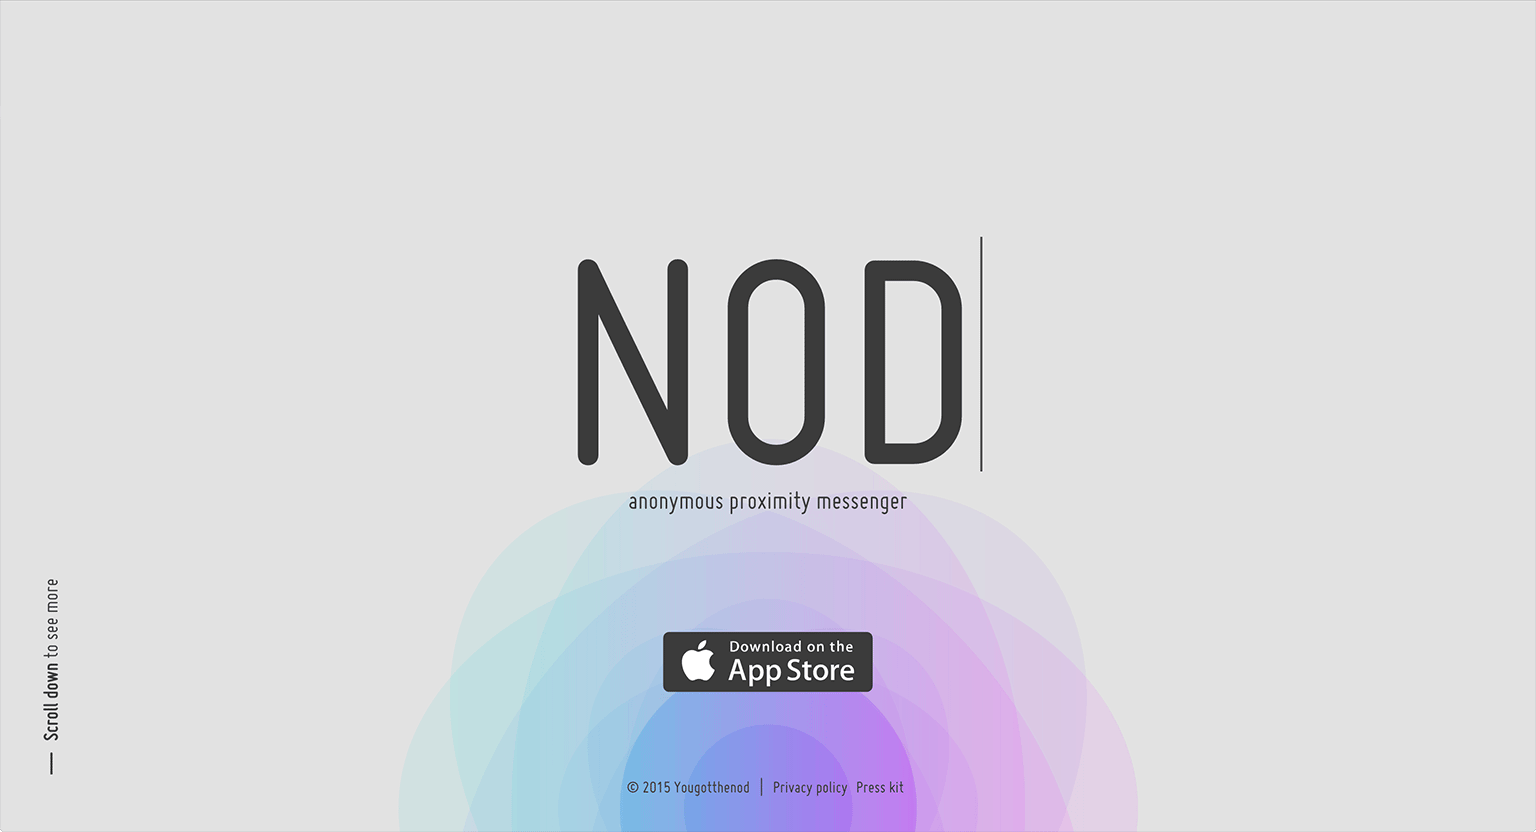 NOD
anonymous proximity messenger
Download on the
App Store
Scroll down to see more
© 2015 Yougotthenod | Privacy policy Press kit